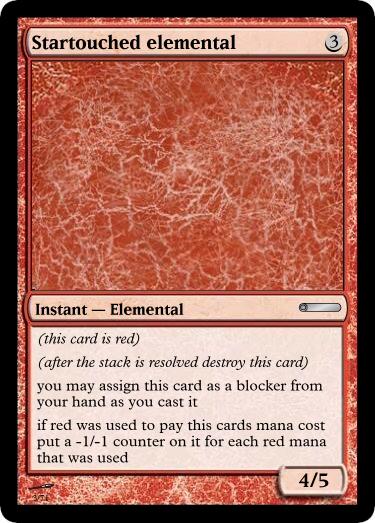 Startouched elemental 3
Instant — Elemental
(this card is red)
(after the stack is resolved destroy this card)
you may assign this card as a blocker from
your hand as you cast it
if red was used to pay this cards mana cost
put a -1/-1 counter on it for each red mana
that was used
4/5